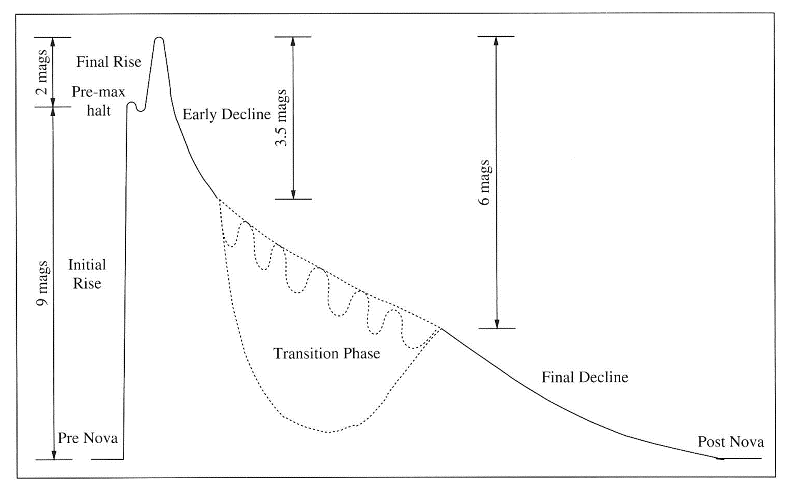 2 mags
Final Rise
Pre-max
halt
Early Decline
3.5 mags
6 mags
9 mags
Initial
Rise
Transition Phase
Final Decline
Pre Nova
Post Nova